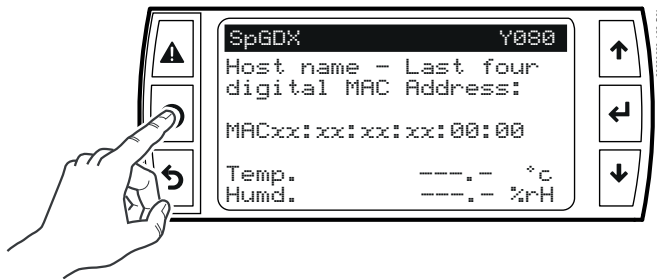 SpGDX Y080
Host name - Last four
digital MAC Address:
MACxx:xx:xx:xx:00:00
Temp. ---.- °c
Humd. ---.- %rH